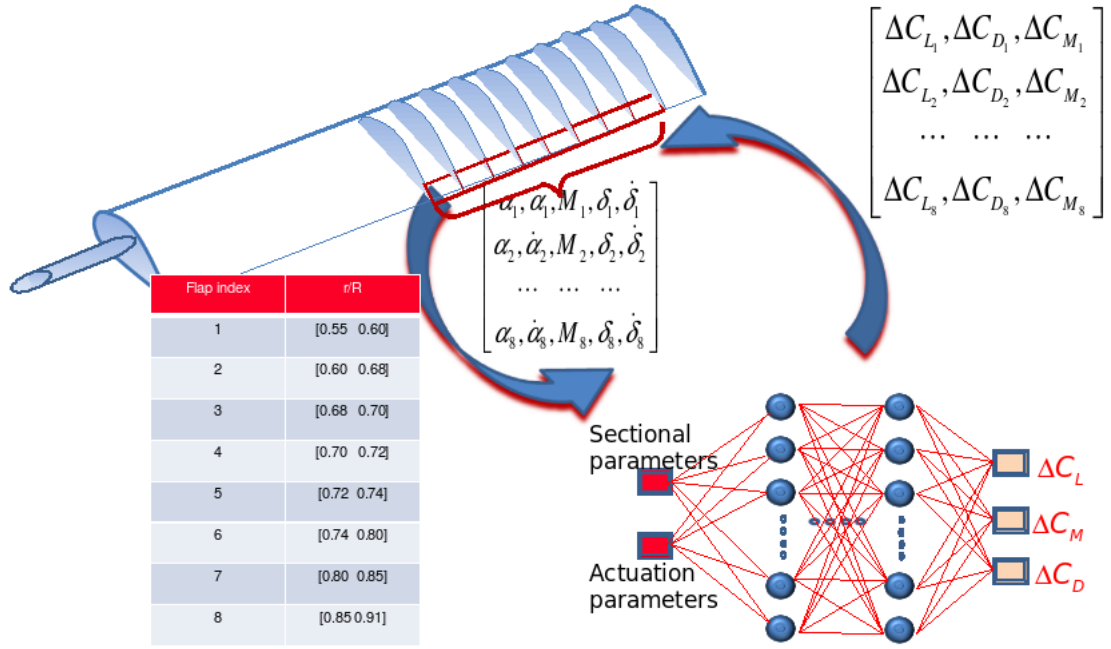 ΔC_L₁, ΔC_D₁, ΔC_M₁
ΔC_L₂, ΔC_D₂, ΔC_M₂
… … …
ΔC_L₈, ΔC_D₈, ΔC_M₈
α₁, α̇₁, M₁, δ₁, δ̇₁
α₂, α̇₂, M₂, δ₂, δ̇₂
… … …
α₈, α̇₈, M₈, δ₈, δ̇₈
Flap index r/R
1 [0.55 0.60]
2 [0.60 0.68]
3 [0.68 0.70]
4 [0.70 0.72]
5 [0.72 0.74]
6 [0.74 0.80]
7 [0.80 0.85]
8 [0.85 0.91]
Sectional
parameters
Actuation
parameters
ΔC_L
ΔC_M
ΔC_D